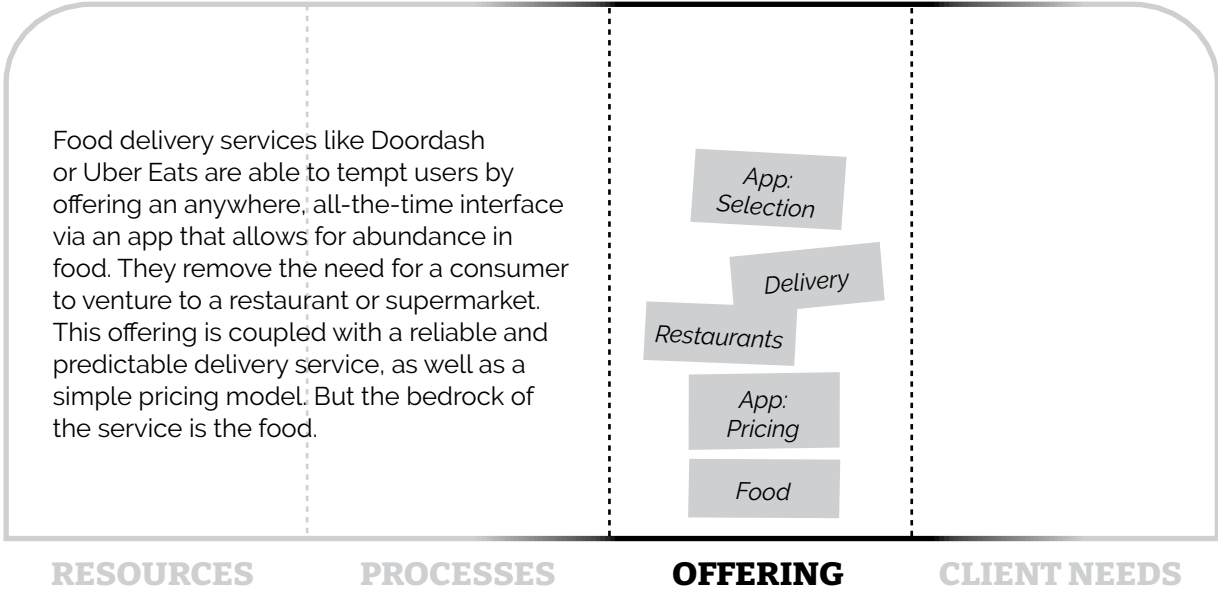 Food delivery services like Doordash
or Uber Eats are able to tempt users by
offering an anywhere, all-the-time interface
via an app that allows for abundance in
food. They remove the need for a consumer
to venture to a restaurant or supermarket.
This offering is coupled with a reliable and
predictable delivery service, as well as a
simple pricing model. But the bedrock of
the service is the food.
App:
Selection
Delivery
Restaurants
App:
Pricing
Food
RESOURCES
PROCESSES
OFFERING
CLIENT NEEDS